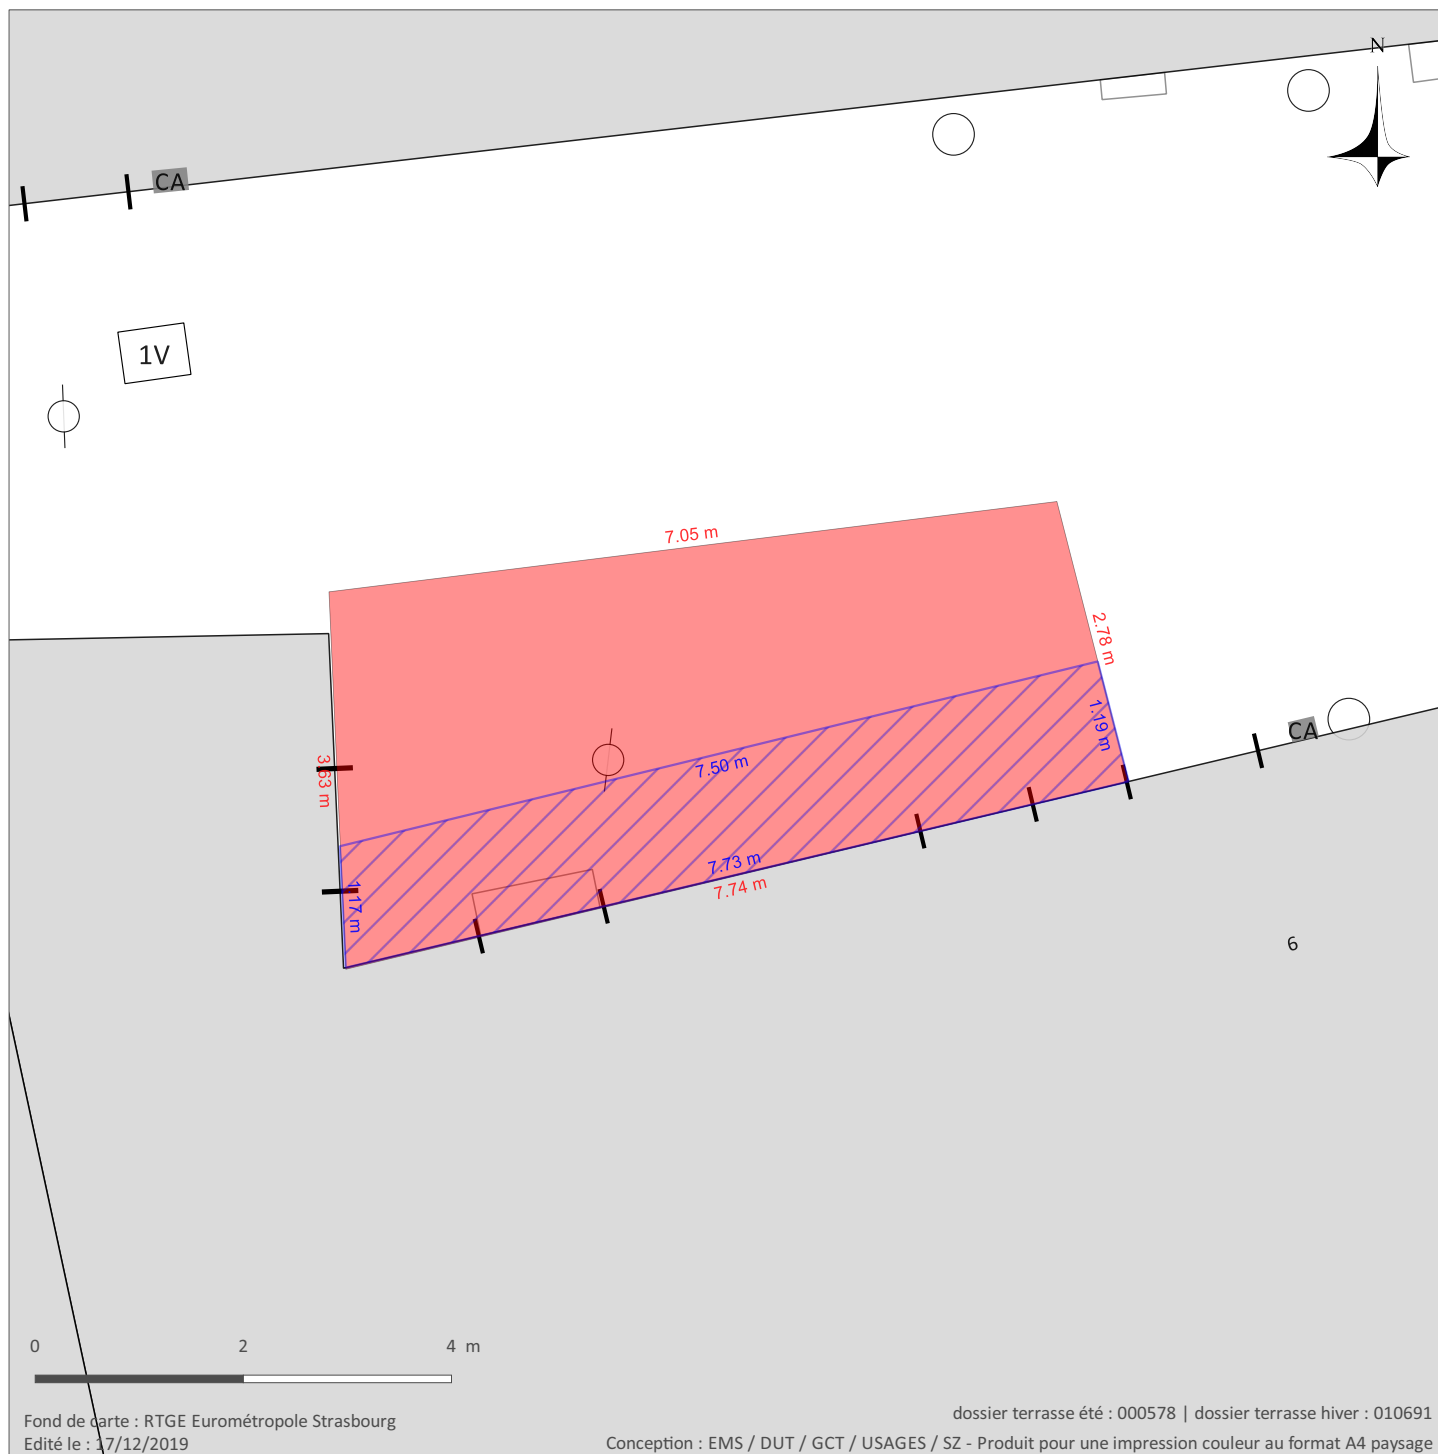 N
CA
1V
7.05 m
2.78 m
1.19 m
CA
7.50 m
3.63 m
7.73 m
7.74 m
1.17 m
6
0 2 4 m
Fond de carte : RTGE Eurométropole Strasbourg
Edité le : 17/12/2019
dossier terrasse été : 000578 | dossier terrasse hiver : 010691
Conception : EMS / DUT / GCT / USAGES / SZ - Produit pour une impression couleur au format A4 paysage